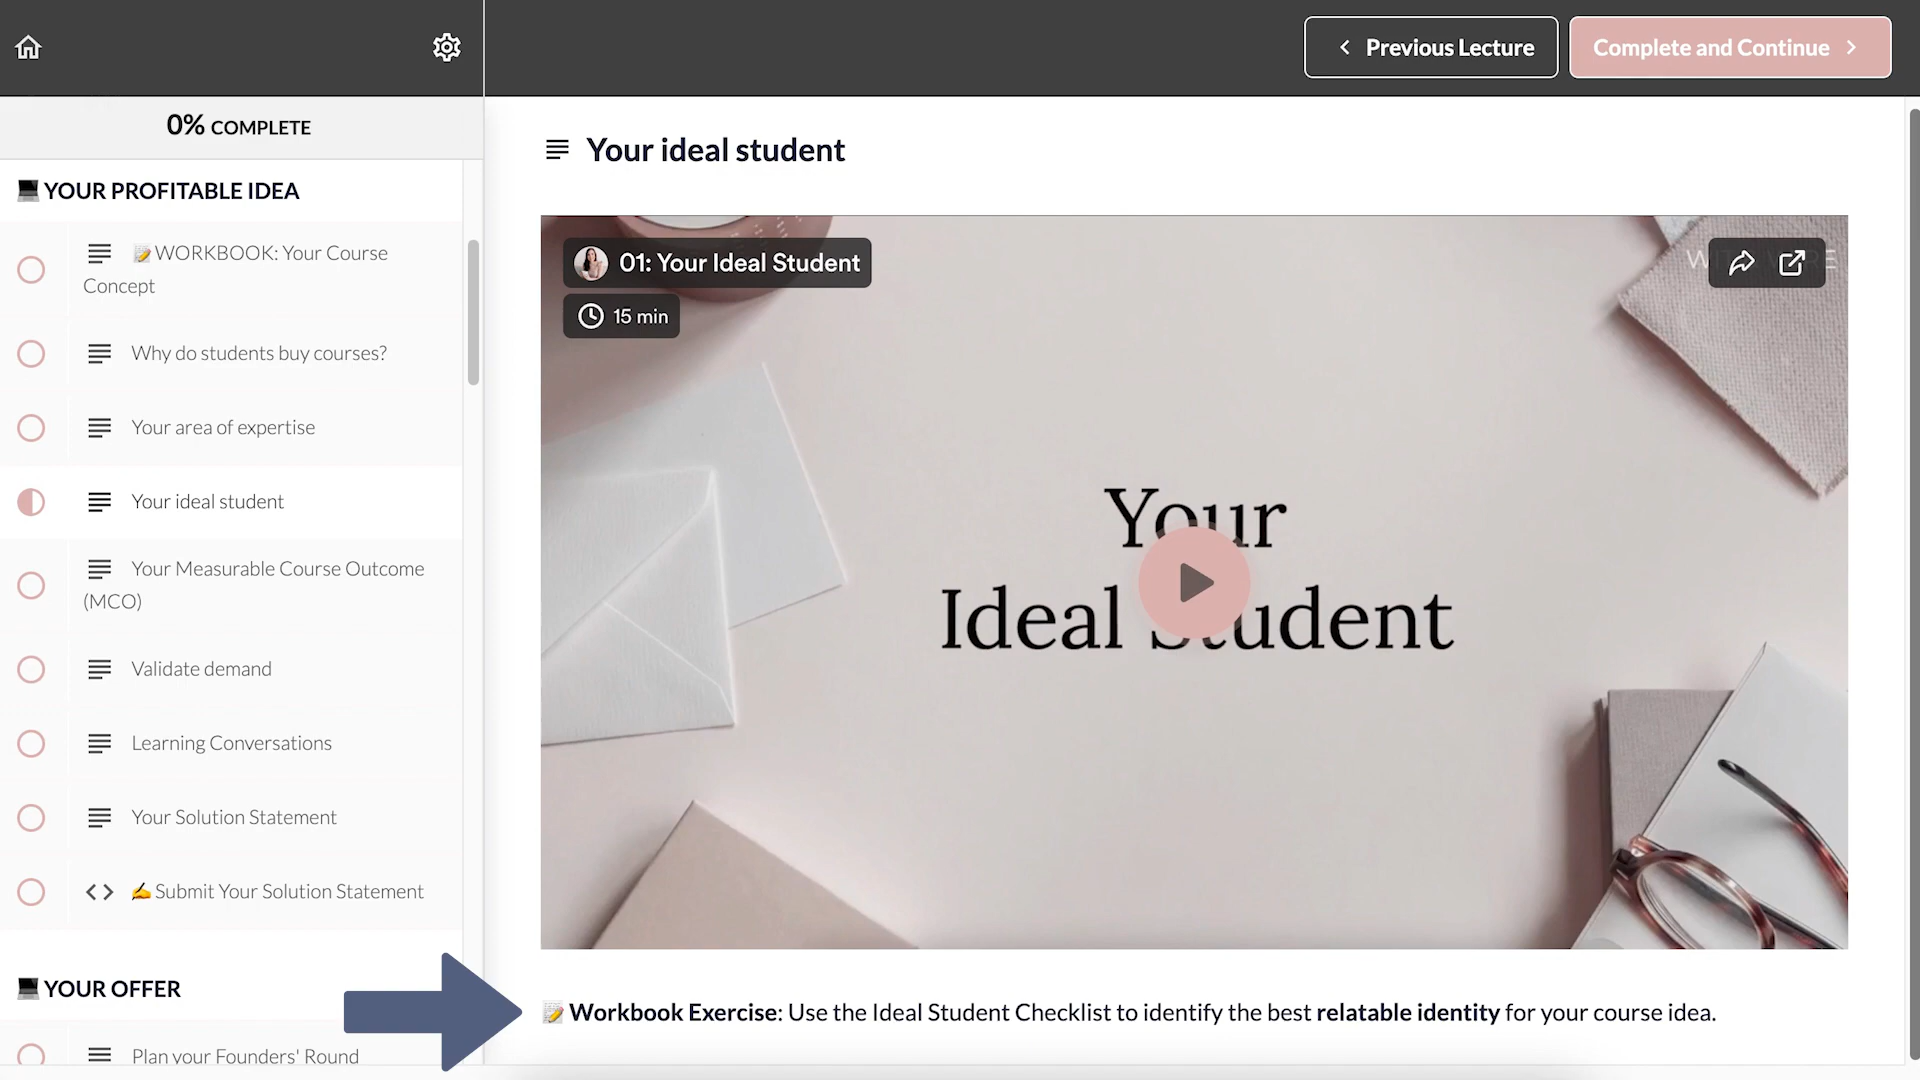 Previous Lecture
Complete and Continue
0% COMPLETE
YOUR PROFITABLE IDEA
WORKBOOK: Your Course
Concept
Why do students buy courses?
Your area of expertise
Your ideal student
Your Measurable Course Outcome
(MCO)
Validate demand
Learning Conversations
Your Solution Statement
Submit Your Solution Statement
YOUR OFFER
Plan your Founders' Round
Your ideal student
01: Your Ideal Student
15 min
Your
Ideal Student
Workbook Exercise: Use the Ideal Student Checklist to identify the best relatable identity for your course idea.